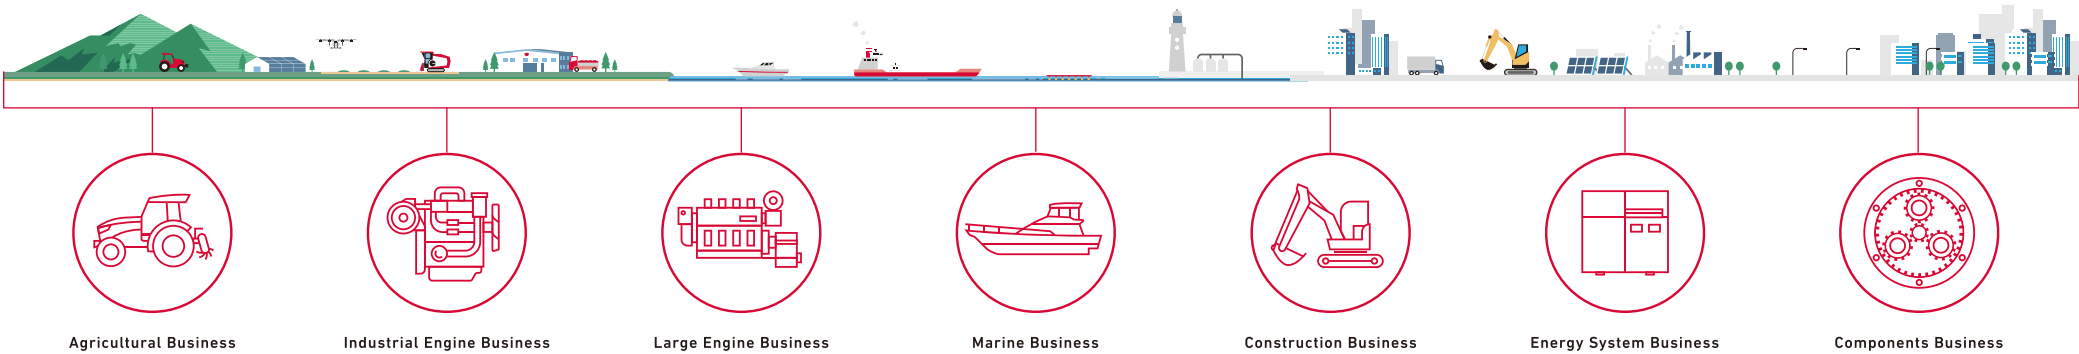 Agricultural Business
Industrial Engine Business
Large Engine Business
Marine Business
Construction Business
Energy System Business
Components Business